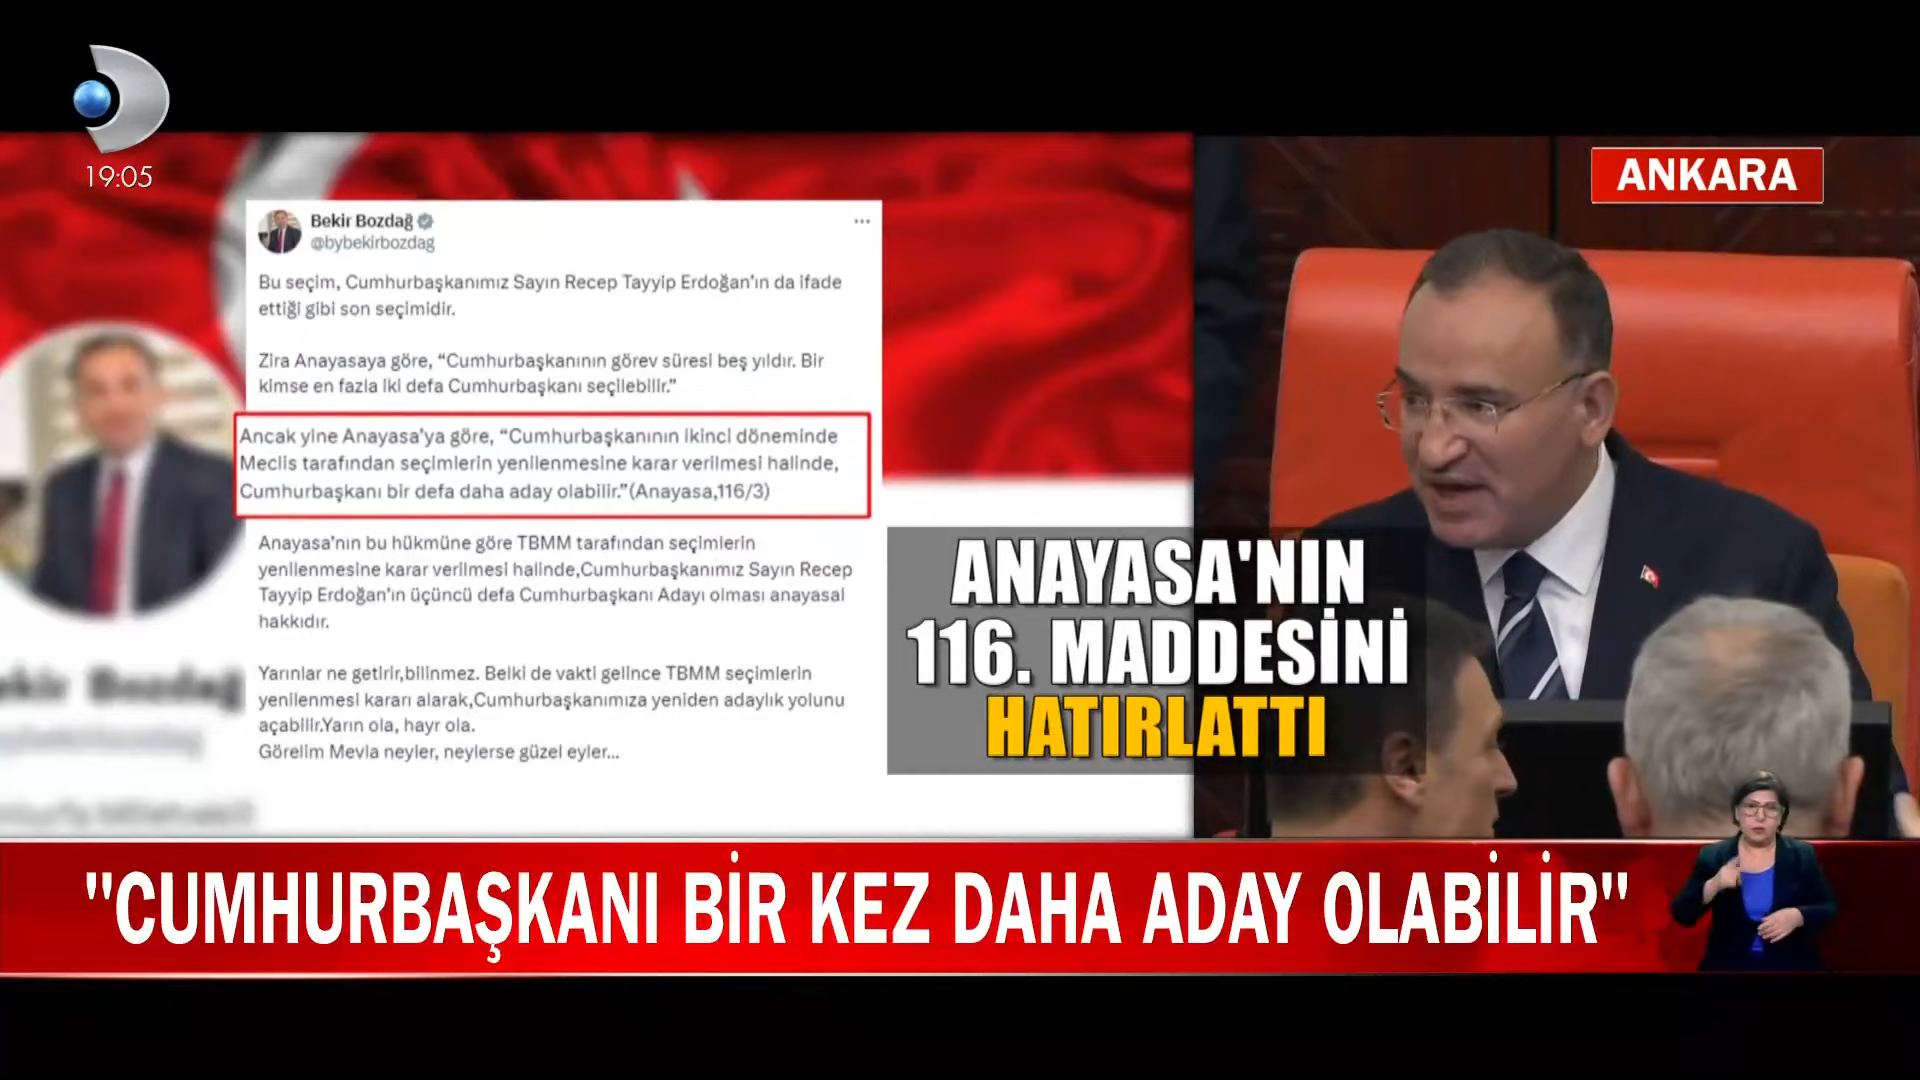 19:05
ANKARA
Bekir Bozdağ
@bybekirbozdag
Bu seçim, Cumhurbaşkanımız Sayın Recep Tayyip Erdoğan'ın da ifade
ettiği gibi son seçimidir.
Zira Anayasaya göre, "Cumhurbaşkanının görev süresi beş yıldır. Bir
kimse en fazla iki defa Cumhurbaşkanı seçilebilir."
Ancak yine Anayasa'ya göre, "Cumhurbaşkanının ikinci döneminde
Meclis tarafından seçimlerin yenilenmesine karar verilmesi halinde,
Cumhurbaşkanı bir defa daha aday olabilir."(Anayasa,116/3)
Anayasa'nın bu hükmüne göre TBMM tarafından seçimlerin
yenilenmesine karar verilmesi halinde,Cumhurbaşkanımız Sayın Recep
Tayyip Erdoğan'ın üçüncü defa Cumhurbaşkanı Adayı olması anayasal
hakkıdır.
Yarınlar ne getirir,bilinmez. Belki de vakti gelince TBMM seçimlerin
yenilenmesi kararı alarak,Cumhurbaşkanımıza yeniden adaylık yolunu
açabilir.Yarın ola, hayr ola.
Görelim Mevla neyler, neylerse güzel eyler...
ANAYASA'NIN
116. MADDESİNİ
HATIRLATTI
"CUMHURBAŞKANI BİR KEZ DAHA ADAY OLABİLİR"